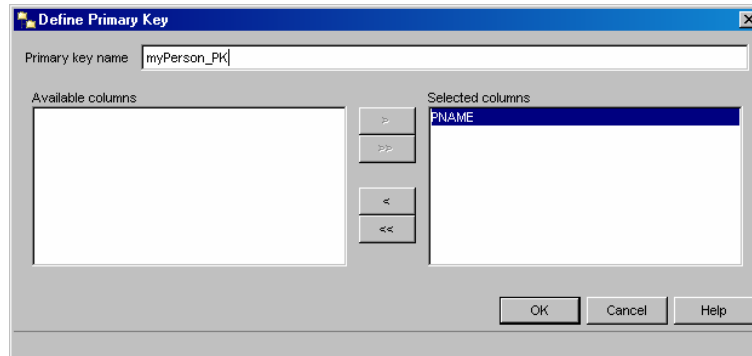 Define Primary Key
Primary key name myPerson_PK
Available columns
Selected columns
PNAME
>
>>
<
<<
OK Cancel Help